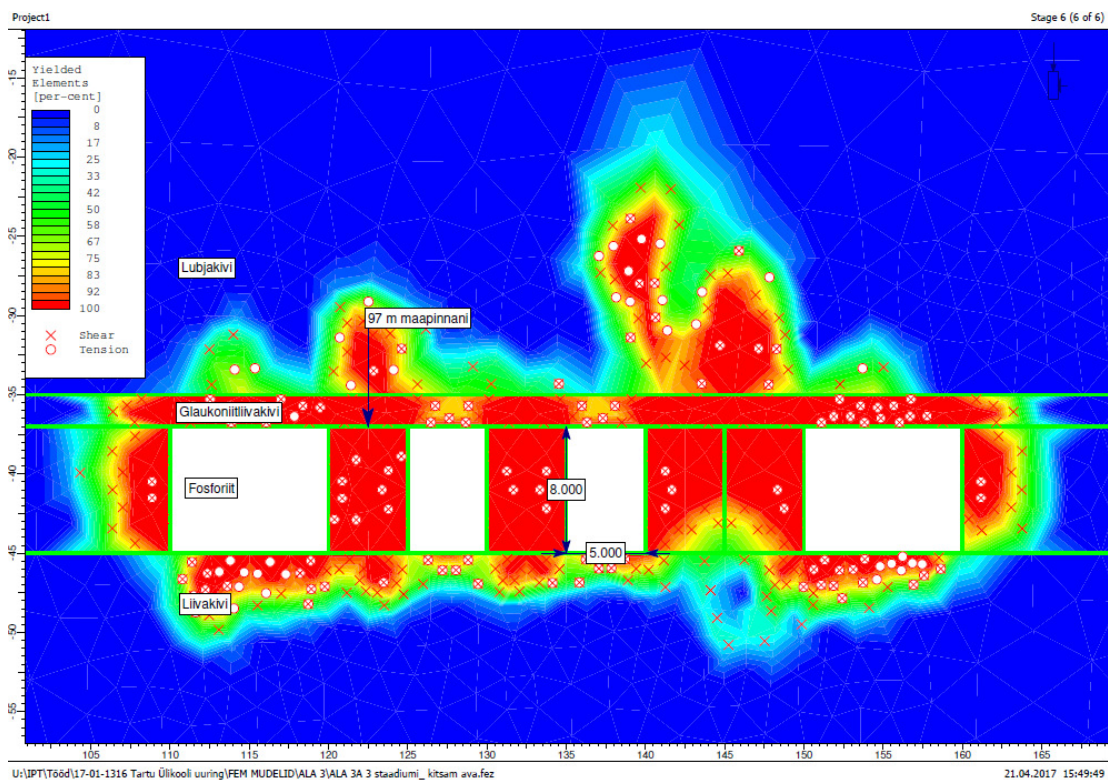 Project1
Stage 6 (6 of 6)
Yielded
Elements
[per-cent]
0
8
17
25
33
42
50
58
67
75
83
92
100
Shear
Tension
Lubjakivi
97 m maapinnani
Glaukoniitliivakivi
Fosforiit
8.000
5.000
Liivakivi
-15
-20
-25
-30
-35
-40
-45
-50
-55
105 110 115 120 125 130 135 140 145 150 155 160 165
U:\IPT\Tööd\17-01-1316 Tartu Ülikooli uuring\FEM MUDELID\ALA 3\ALA 3A 3 staadiumi_ kitsam ava.fez
21.04.2017 15:49:49